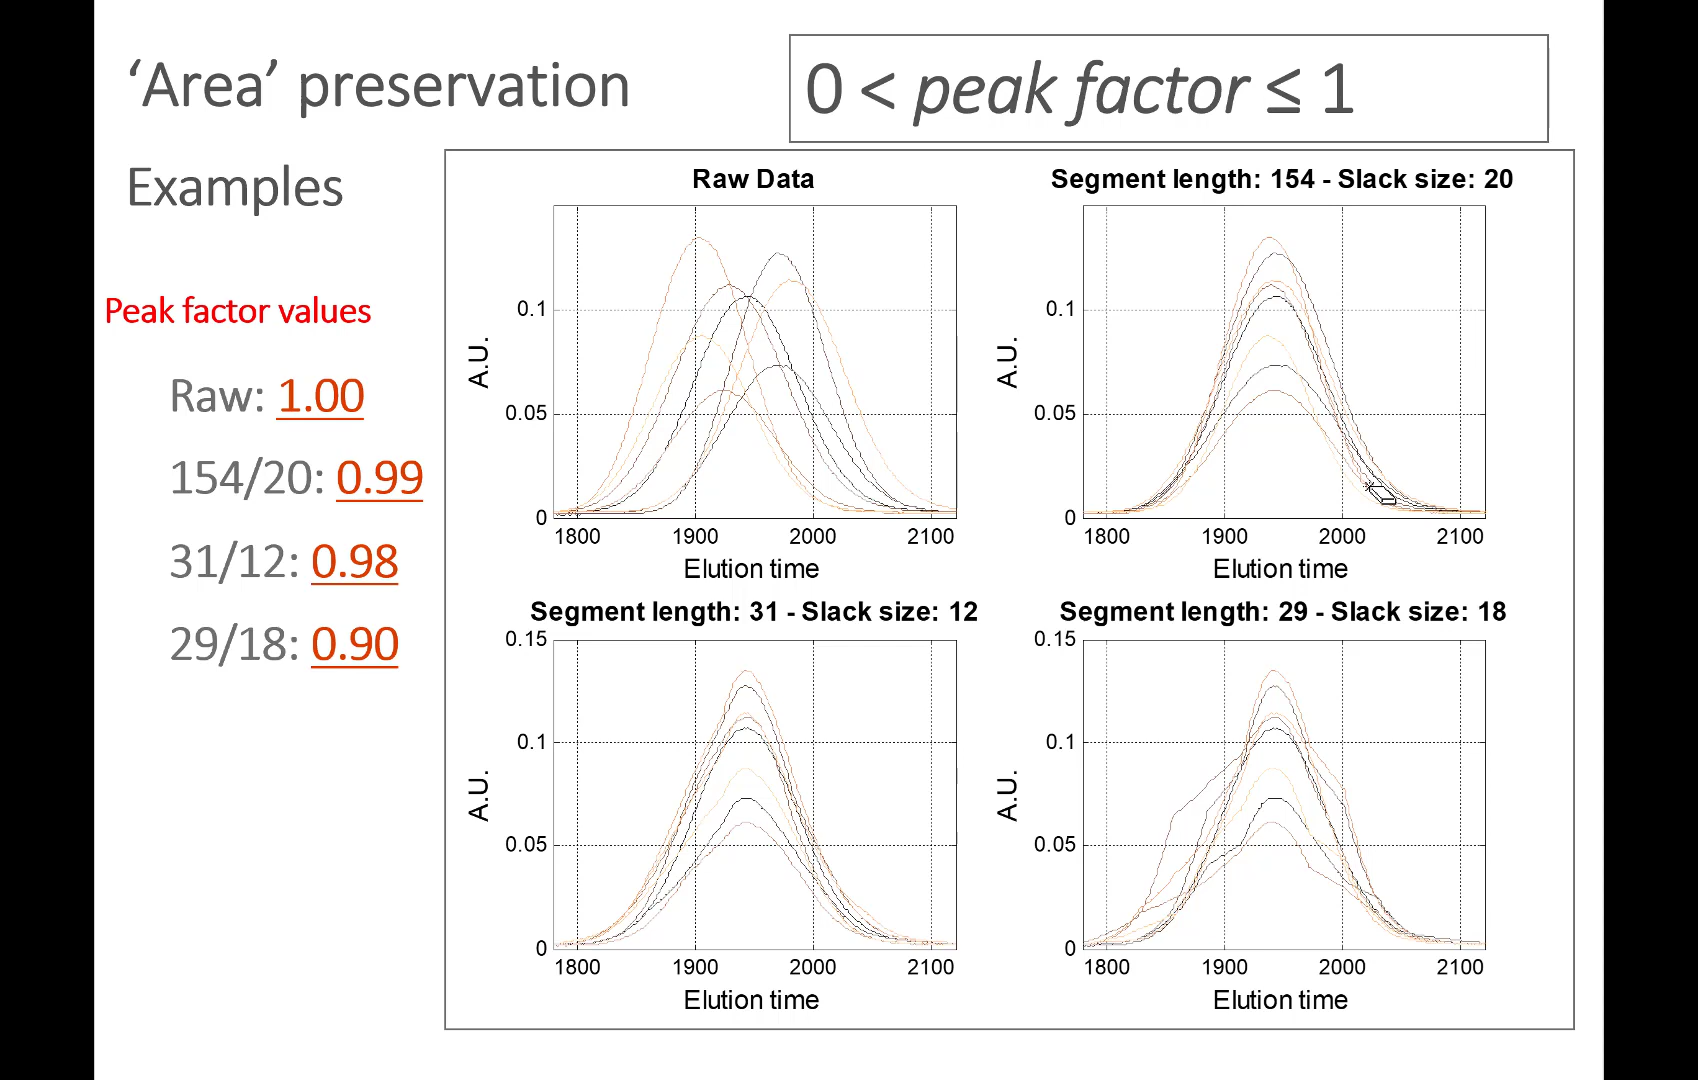 ‘Area’ preservation
0 < peak factor ≤ 1
Examples
Peak factor values
Raw: 1.00
154/20: 0.99
31/12: 0.98
29/18: 0.90
Raw Data
A.U.
0.1
0.05
0
1800 1900 2000 2100
Elution time
Segment length: 154 - Slack size: 20
A.U.
0.1
0.05
0
1800 1900 2000 2100
Elution time
Segment length: 31 - Slack size: 12
A.U.
0.15
0.1
0.05
0
1800 1900 2000 2100
Elution time
Segment length: 29 - Slack size: 18
A.U.
0.15
0.1
0.05
0
1800 1900 2000 2100
Elution time